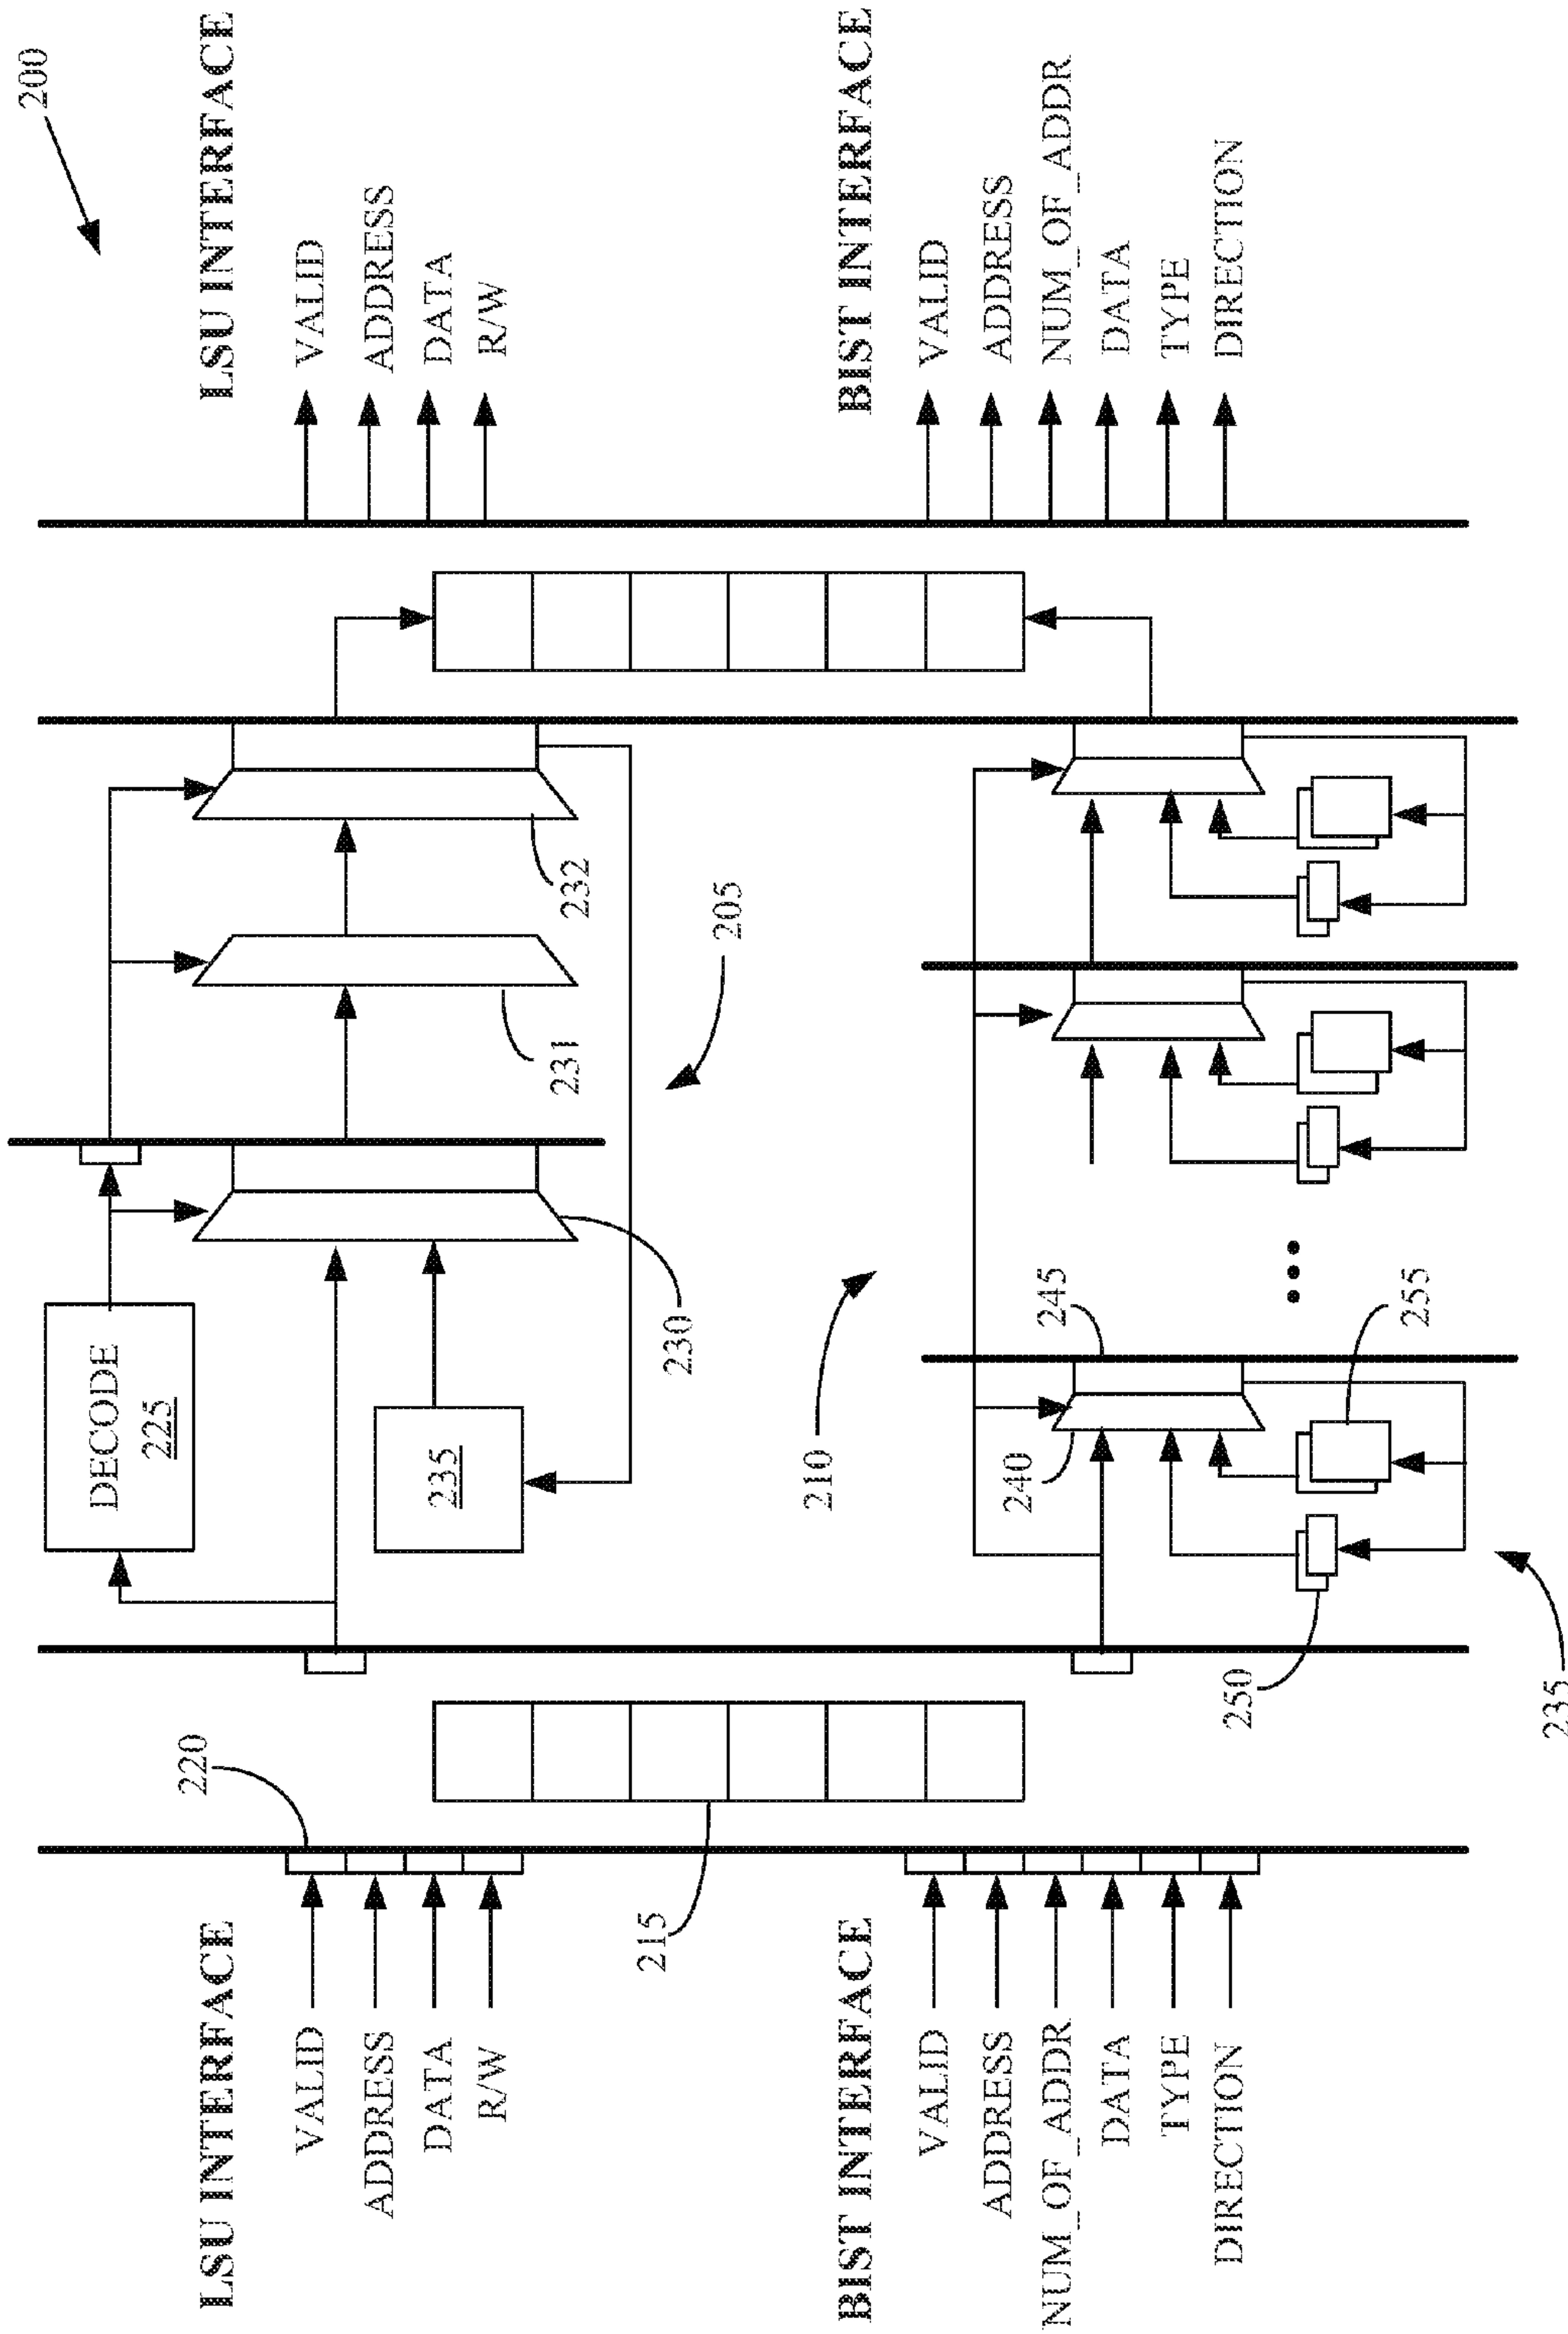 200
LSU INTERFACE
VALID
ADDRESS
DATA
R/W
220
DECODE
225
235
230
231
232
205
LSU INTERFACE
VALID
ADDRESS
DATA
R/W
215
210
BIST INTERFACE
VALID
ADDRESS
NUM_OF_ADDR
DATA
TYPE
DIRECTION
240
245
250
255
235
BIST INTERFACE
VALID
ADDRESS
NUM_OF_ADDR
DATA
TYPE
DIRECTION